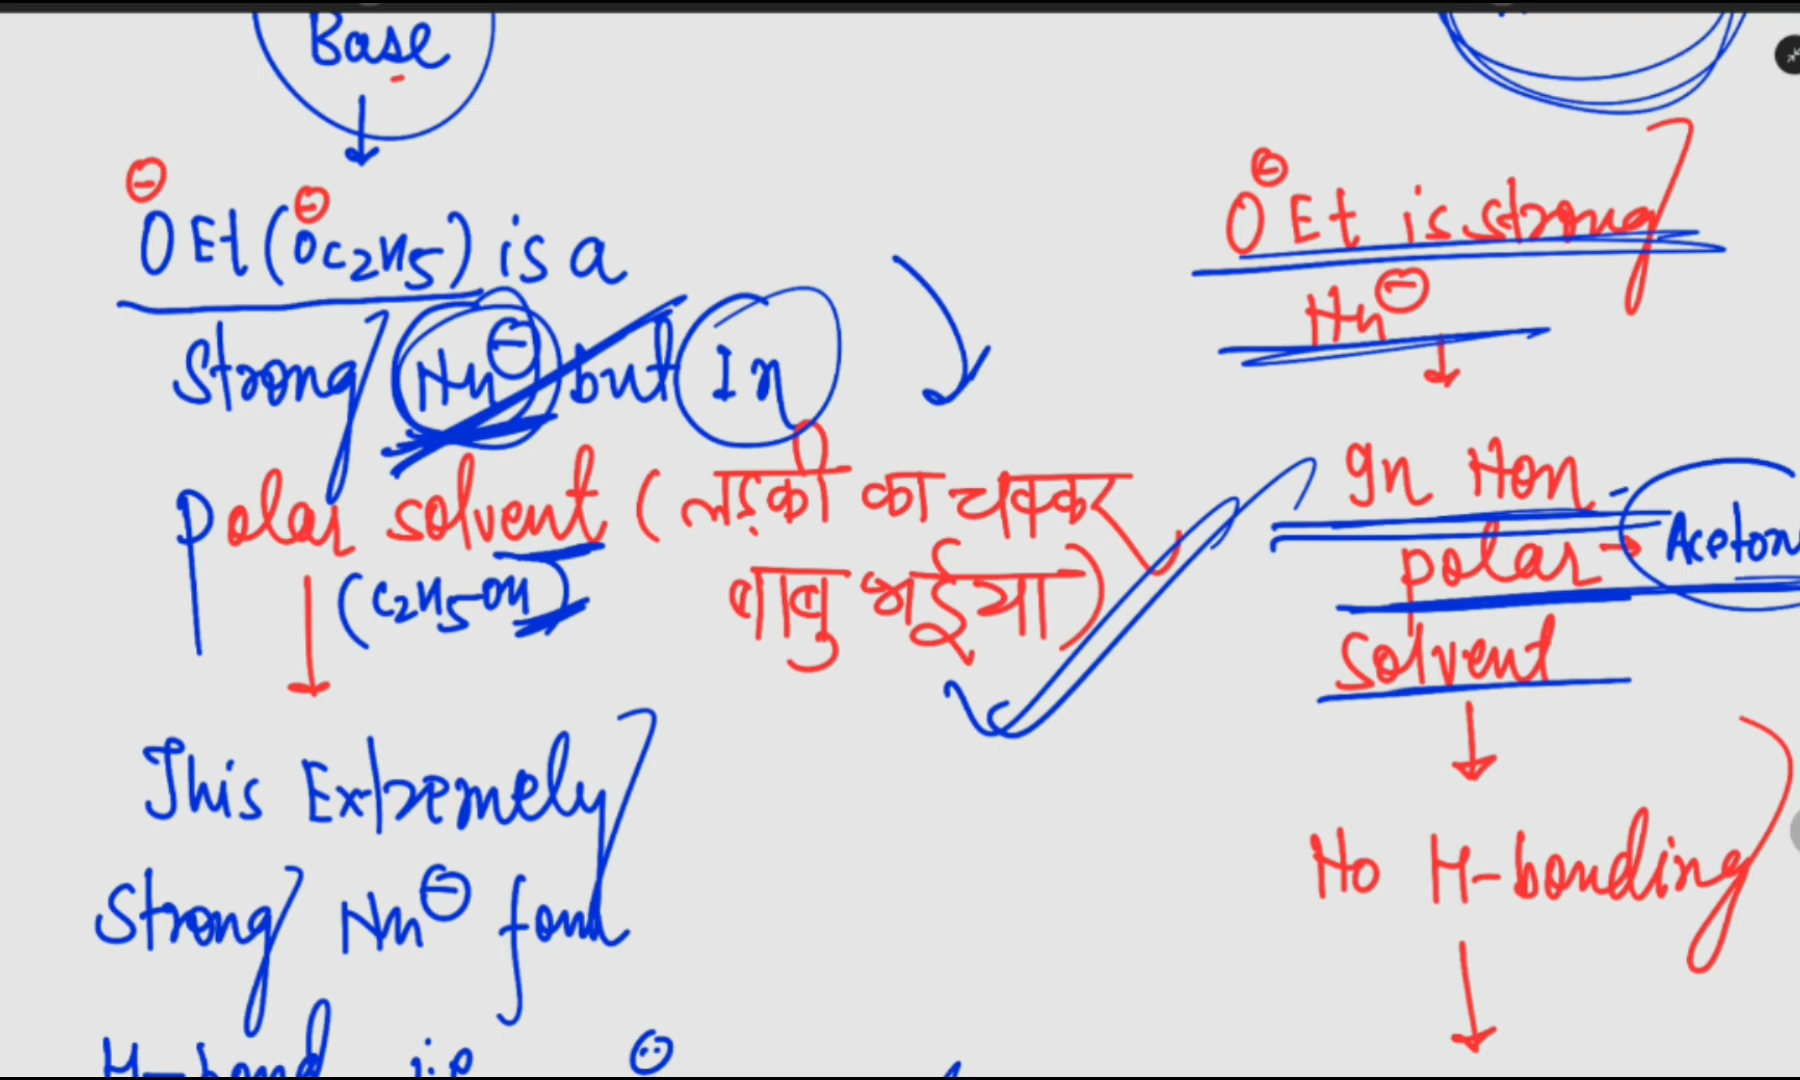 Base
⊖OEt (⊖OC2H5) is a
strong Nu⊖ but In
polar solvent (लड़की का चक्कर
(C2H5-OH) बाबु भईया)
This Extremely
strong Nu⊖ form
H-bond
⊖OEt is strong
Nu⊖
In Non
polar → Aceton
solvent
No H-bonding